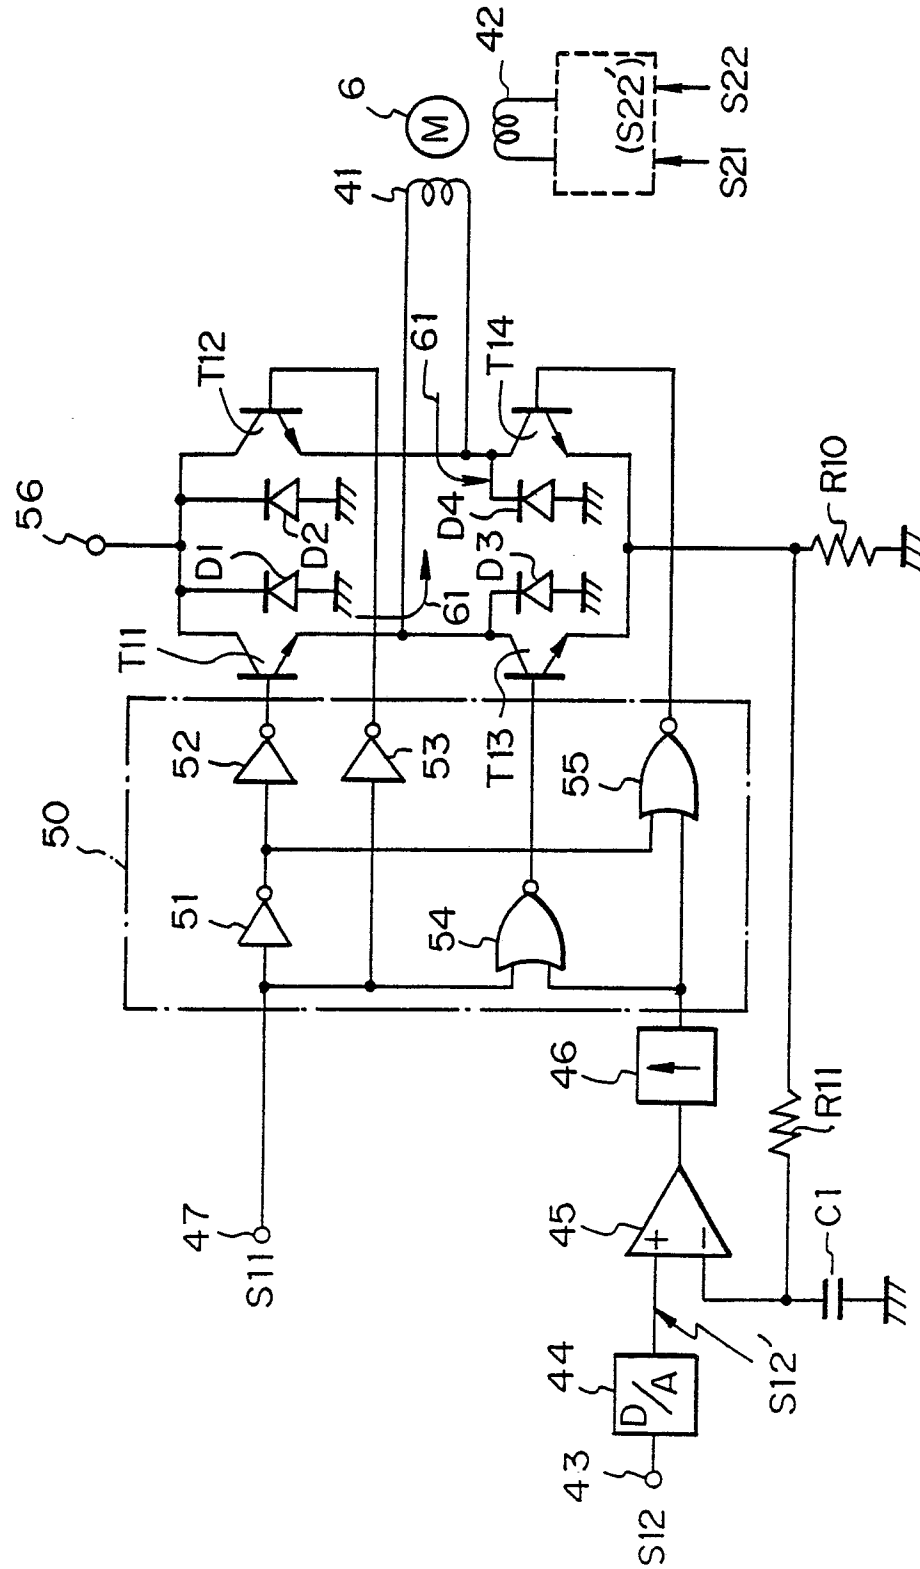 56
T11
D1
D2
T12
61
61
T13
D3
D4
T14
41
6
M
42
(S22')
S21
S22
50
51
52
53
54
55
47
S11
43
S12
44
D/A
S12'
45
+
−
46
C1
R11
R10